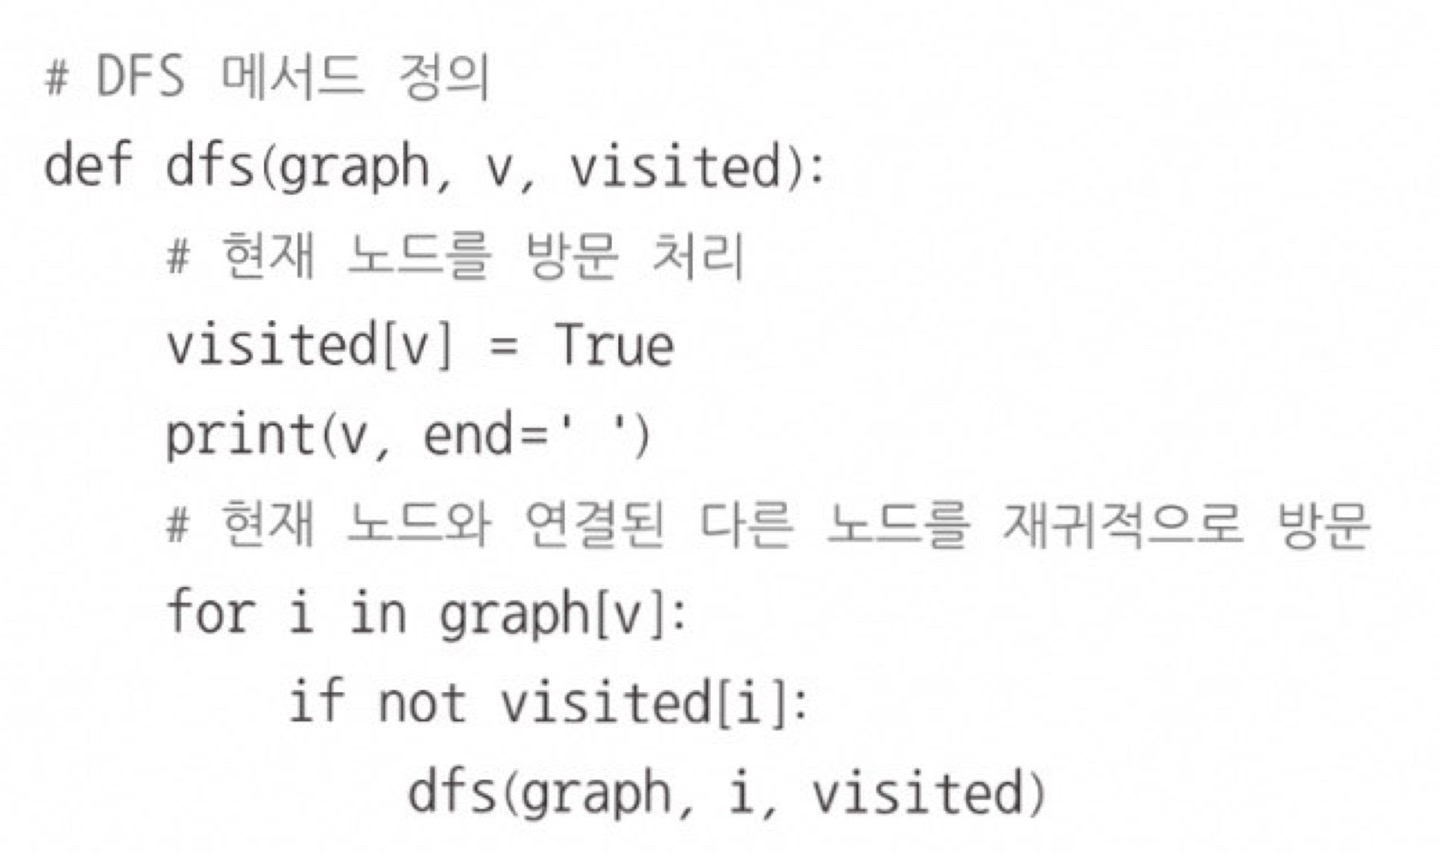 # DFS 메서드 정의
def dfs(graph, v, visited):
    # 현재 노드를 방문 처리
    visited[v] = True
    print(v, end=' ')
    # 현재 노드와 연결된 다른 노드를 재귀적으로 방문
    for i in graph[v]:
        if not visited[i]:
            dfs(graph, i, visited)